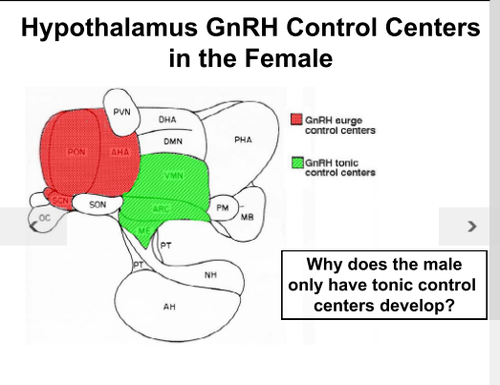 Hypothalamus GnRH Control Centers
in the Female
PVN
DHA
DMN
PHA
PON
AHA
VMN
SCN
SON
ARC
PM
MB
OC
ME
PT
PT
NH
AH
GnRH surge
control centers
GnRH tonic
control centers
Why does the male
only have tonic control
centers develop?